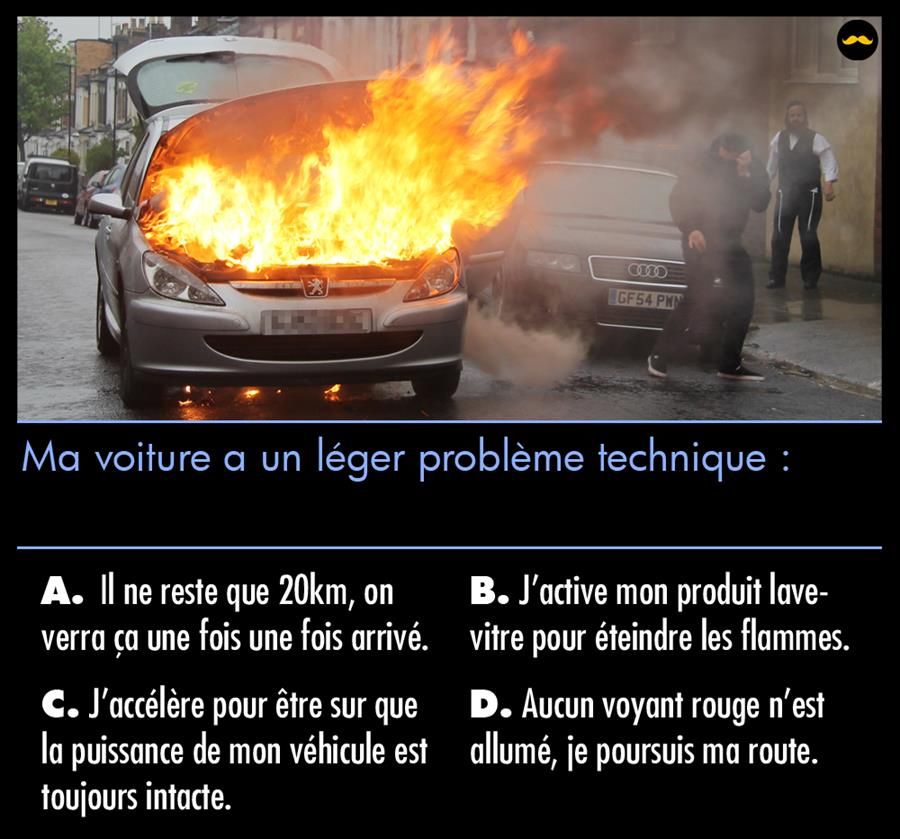 GF54 PWN
Ma voiture a un léger problème technique :
A. Il ne reste que 20km, on
verra ça une fois une fois arrivé.
B. J'active mon produit lave-
vitre pour éteindre les flammes.
C. J'accélère pour être sur que
la puissance de mon véhicule est
toujours intacte.
D. Aucun voyant rouge n'est
allumé, je poursuis ma route.